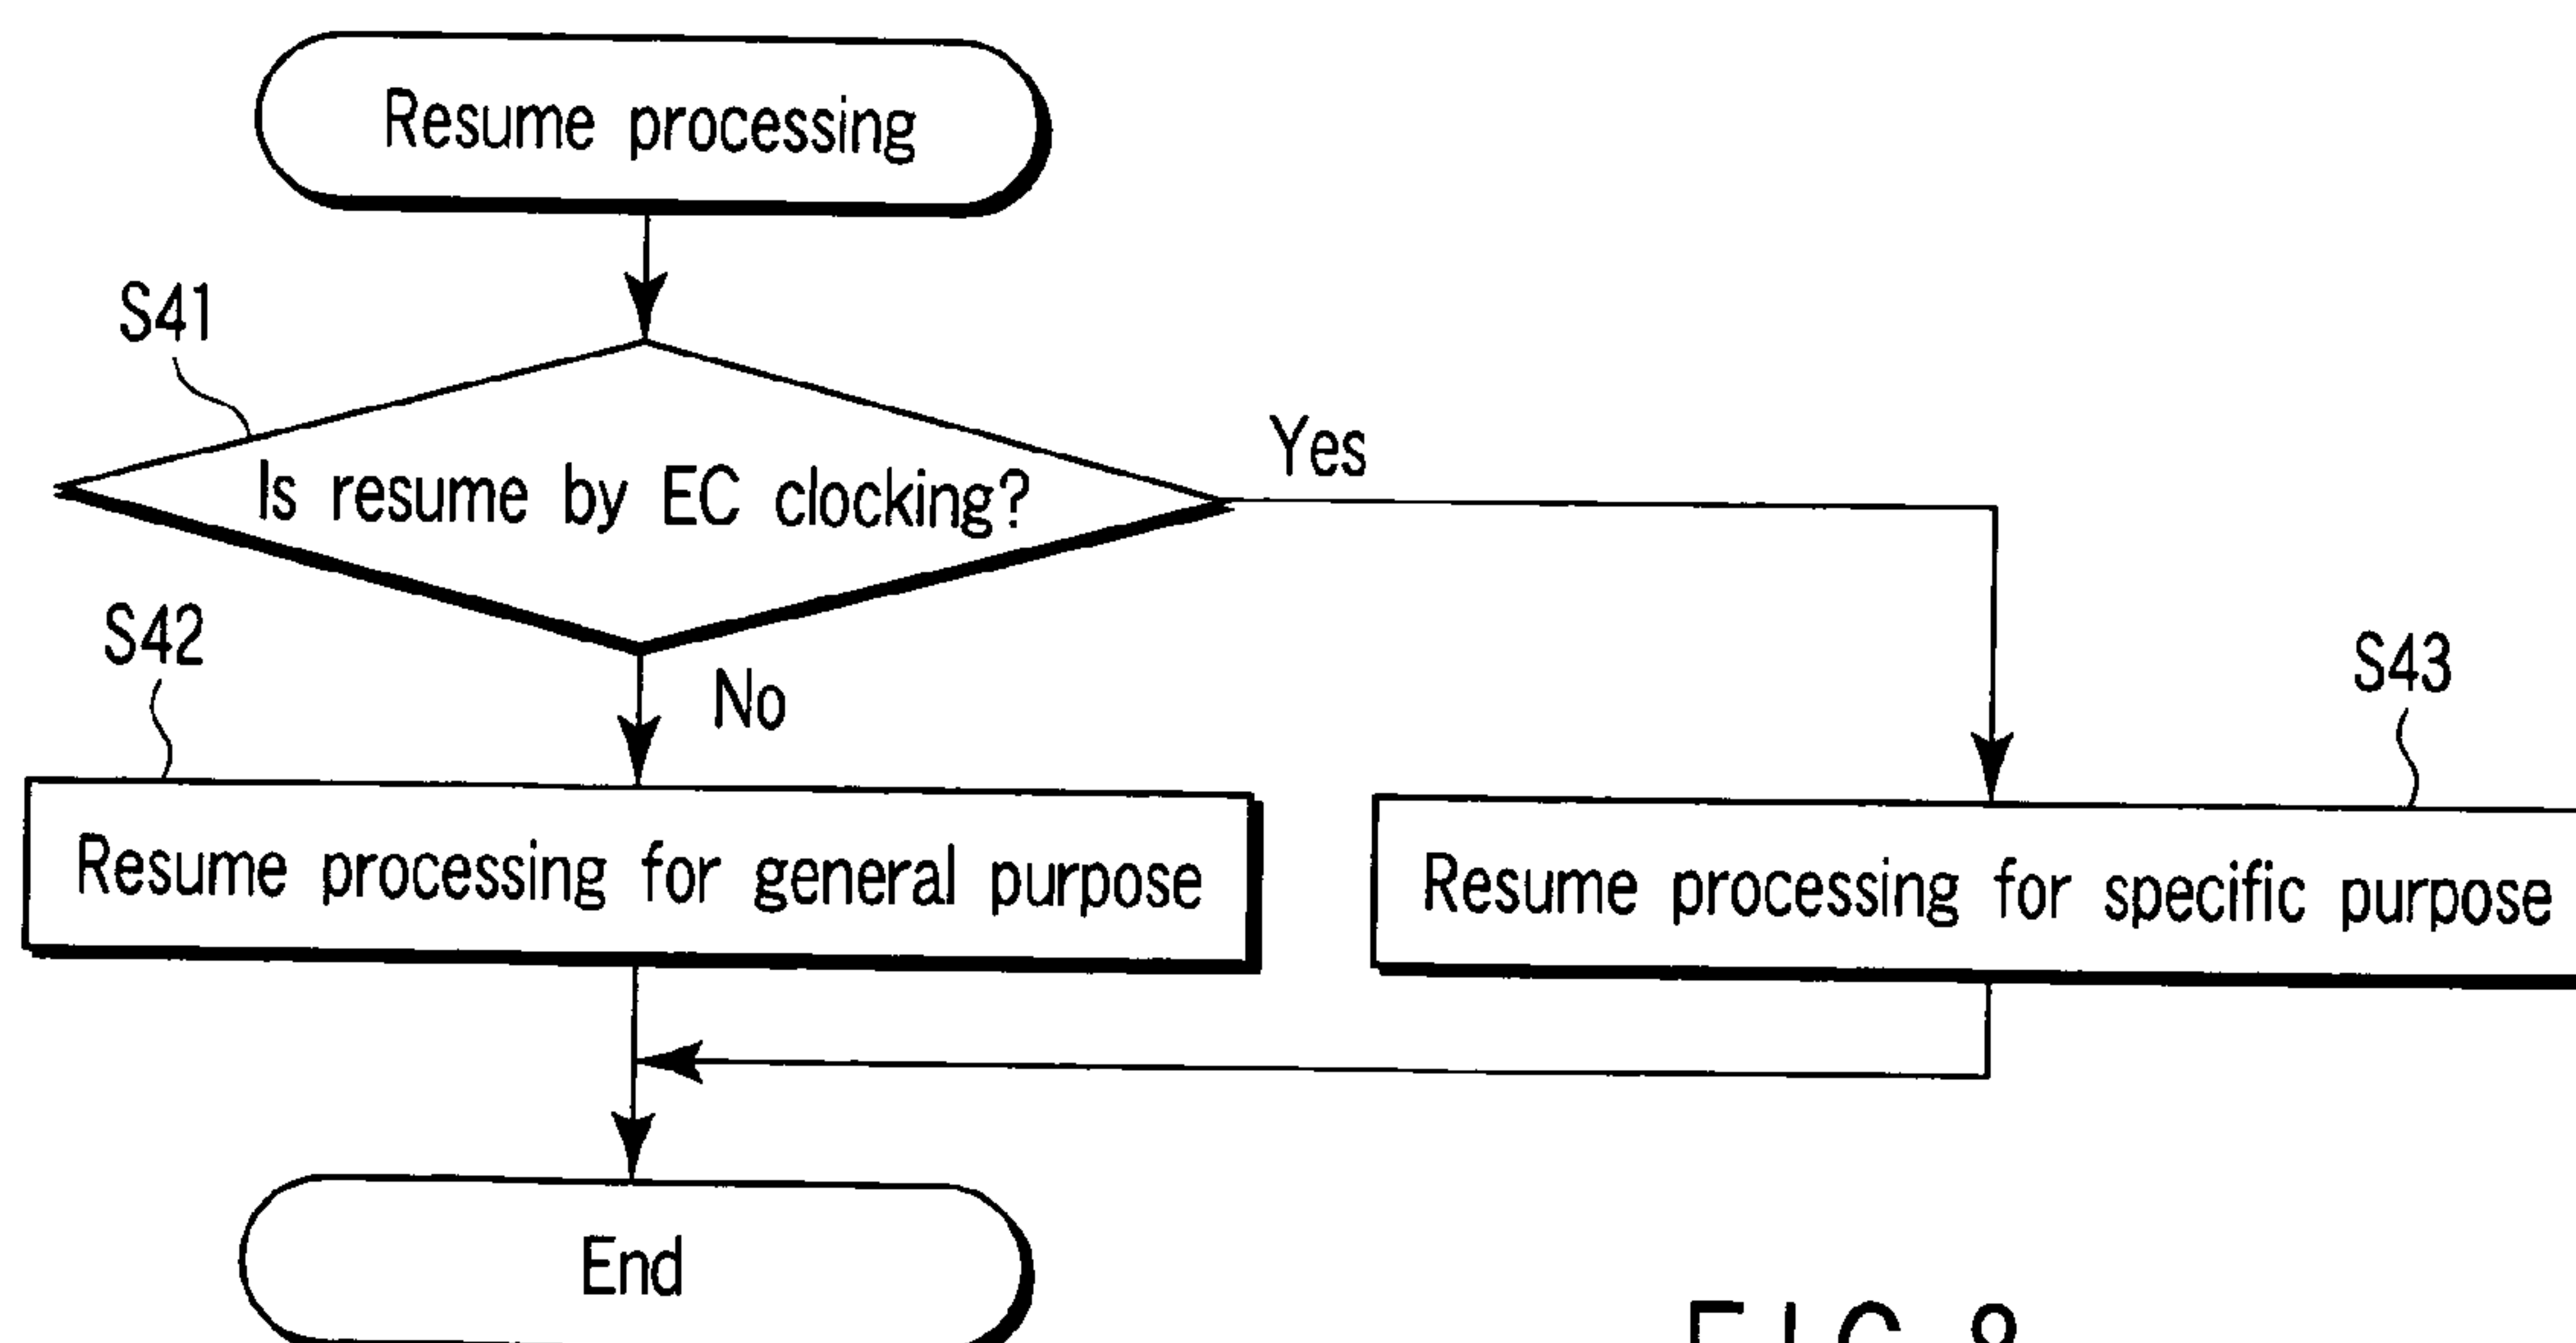 Resume processing
S41
Is resume by EC clocking?
Yes
S42
No
S43
Resume processing for general purpose
Resume processing for specific purpose
End